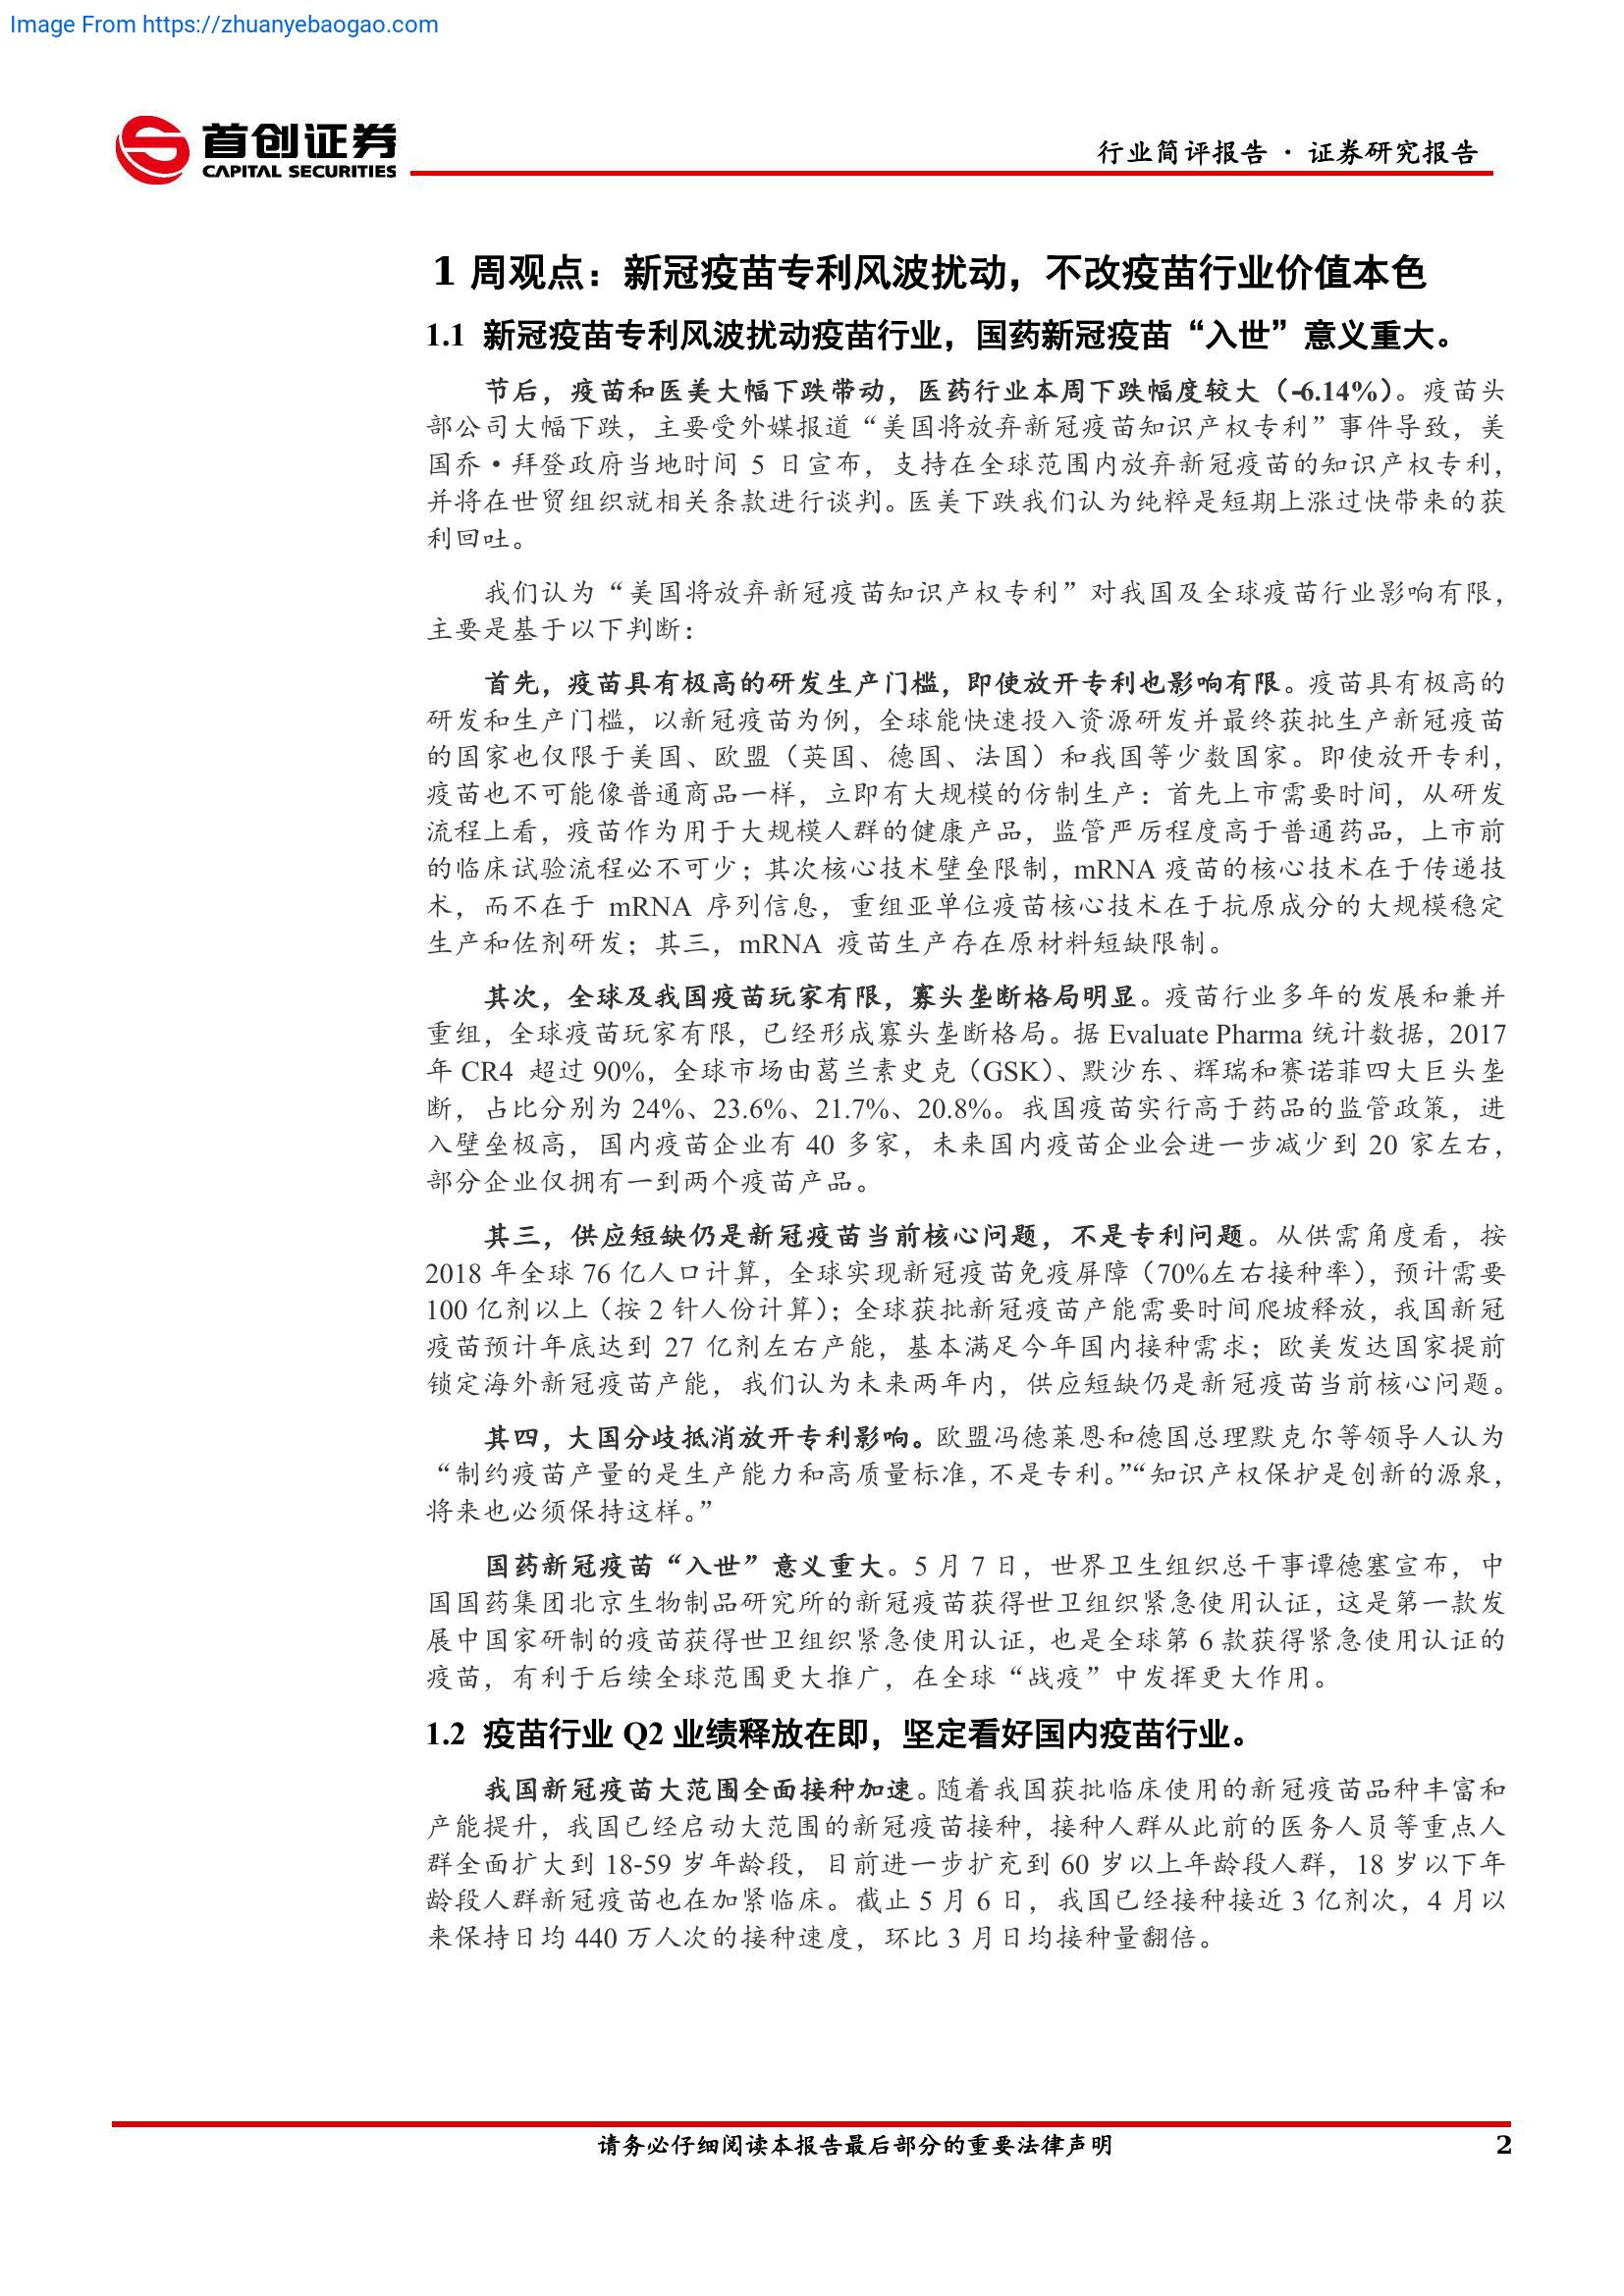 Image From https://zhuanyebaogao.com
首创证券
CAPITAL SECURITIES
行业简评报告 · 证券研究报告
1 周观点：新冠疫苗专利风波扰动，不改疫苗行业价值本色
1.1 新冠疫苗专利风波扰动疫苗行业，国药新冠疫苗“入世”意义重大。
节后，疫苗和医美大幅下跌带动，医药行业本周下跌幅度较大（-6.14%）。疫苗头
部公司大幅下跌，主要受外媒报道“美国将放弃新冠疫苗知识产权专利”事件导致，美
国乔·拜登政府当地时间 5 日宣布，支持在全球范围内放弃新冠疫苗的知识产权专利，
并将在世贸组织就相关条款进行谈判。医美下跌我们认为纯粹是短期上涨过快带来的获
利回吐。
我们认为“美国将放弃新冠疫苗知识产权专利”对我国及全球疫苗行业影响有限，
主要是基于以下判断：
首先，疫苗具有极高的研发生产门槛，即使放开专利也影响有限。疫苗具有极高的
研发和生产门槛，以新冠疫苗为例，全球能快速投入资源研发并最终获批生产新冠疫苗
的国家也仅限于美国、欧盟（英国、德国、法国）和我国等少数国家。即使放开专利，
疫苗也不可能像普通商品一样，立即有大规模的仿制生产：首先上市需要时间，从研发
流程上看，疫苗作为用于大规模人群的健康产品，监管严厉程度高于普通药品，上市前
的临床试验流程必不可少；其次核心技术壁垒限制，mRNA 疫苗的核心技术在于传递技
术，而不在于 mRNA 序列信息，重组亚单位疫苗核心技术在于抗原成分的大规模稳定
生产和佐剂研发；其三，mRNA 疫苗生产存在原材料短缺限制。
其次，全球及我国疫苗玩家有限，寡头垄断格局明显。疫苗行业多年的发展和兼并
重组，全球疫苗玩家有限，已经形成寡头垄断格局。据 Evaluate Pharma 统计数据，2017
年 CR4 超过 90%，全球市场由葛兰素史克（GSK）、默沙东、辉瑞和赛诺菲四大巨头垄
断，占比分别为 24%、23.6%、21.7%、20.8%。我国疫苗实行高于药品的监管政策，进
入壁垒极高，国内疫苗企业有 40 多家，未来国内疫苗企业会进一步减少到 20 家左右，
部分企业仅拥有一到两个疫苗产品。
其三，供应短缺仍是新冠疫苗当前核心问题，不是专利问题。从供需角度看，按
2018 年全球 76 亿人口计算，全球实现新冠疫苗免疫屏障（70%左右接种率），预计需要
100 亿剂以上（按 2 针人份计算）；全球获批新冠疫苗产能需要时间爬坡释放，我国新冠
疫苗预计年底达到 27 亿剂左右产能，基本满足今年国内接种需求；欧美发达国家提前
锁定海外新冠疫苗产能，我们认为未来两年内，供应短缺仍是新冠疫苗当前核心问题。
其四，大国分歧抵消放开专利影响。欧盟冯德莱恩和德国总理默克尔等领导人认为
“制约疫苗产量的是生产能力和高质量标准，不是专利。”“知识产权保护是创新的源泉，
将来也必须保持这样。”
国药新冠疫苗“入世”意义重大。5 月 7 日，世界卫生组织总干事谭德塞宣布，中
国国药集团北京生物制品研究所的新冠疫苗获得世卫组织紧急使用认证，这是第一款发
展中国家研制的疫苗获得世卫组织紧急使用认证，也是全球第 6 款获得紧急使用认证的
疫苗，有利于后续全球范围更大推广，在全球“战疫”中发挥更大作用。
1.2 疫苗行业 Q2 业绩释放在即，坚定看好国内疫苗行业。
我国新冠疫苗大范围全面接种加速。随着我国获批临床使用的新冠疫苗品种丰富和
产能提升，我国已经启动大范围的新冠疫苗接种，接种人群从此前的医务人员等重点人
群全面扩大到 18-59 岁年龄段，目前进一步扩充到 60 岁以上年龄段人群，18 岁以下年
龄段人群新冠疫苗也在加紧临床。截止 5 月 6 日，我国已经接种接近 3 亿剂次，4 月以
来保持日均 440 万人次的接种速度，环比 3 月日均接种量翻倍。
请务必仔细阅读本报告最后部分的重要法律声明
2